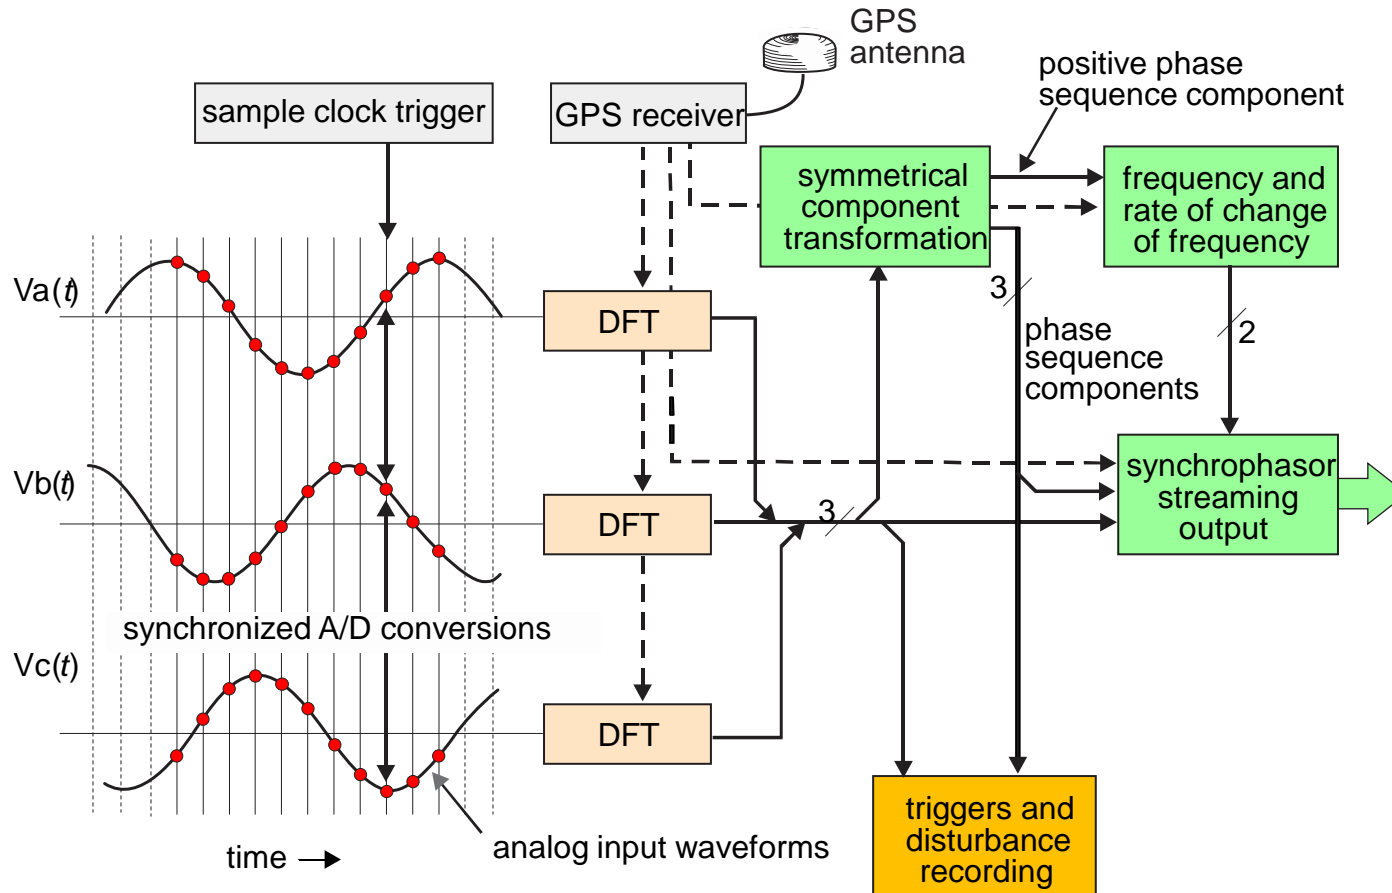 GPS
antenna
sample clock trigger
GPS receiver
positive phase
sequence component
symmetrical
component
transformation
frequency and
rate of change
of frequency
Va(t)
DFT
3
2
phase
sequence
components
Vb(t)
DFT
3
synchrophasor
streaming
output
synchronized A/D conversions
Vc(t)
DFT
analog input waveforms
time
triggers and
disturbance
recording